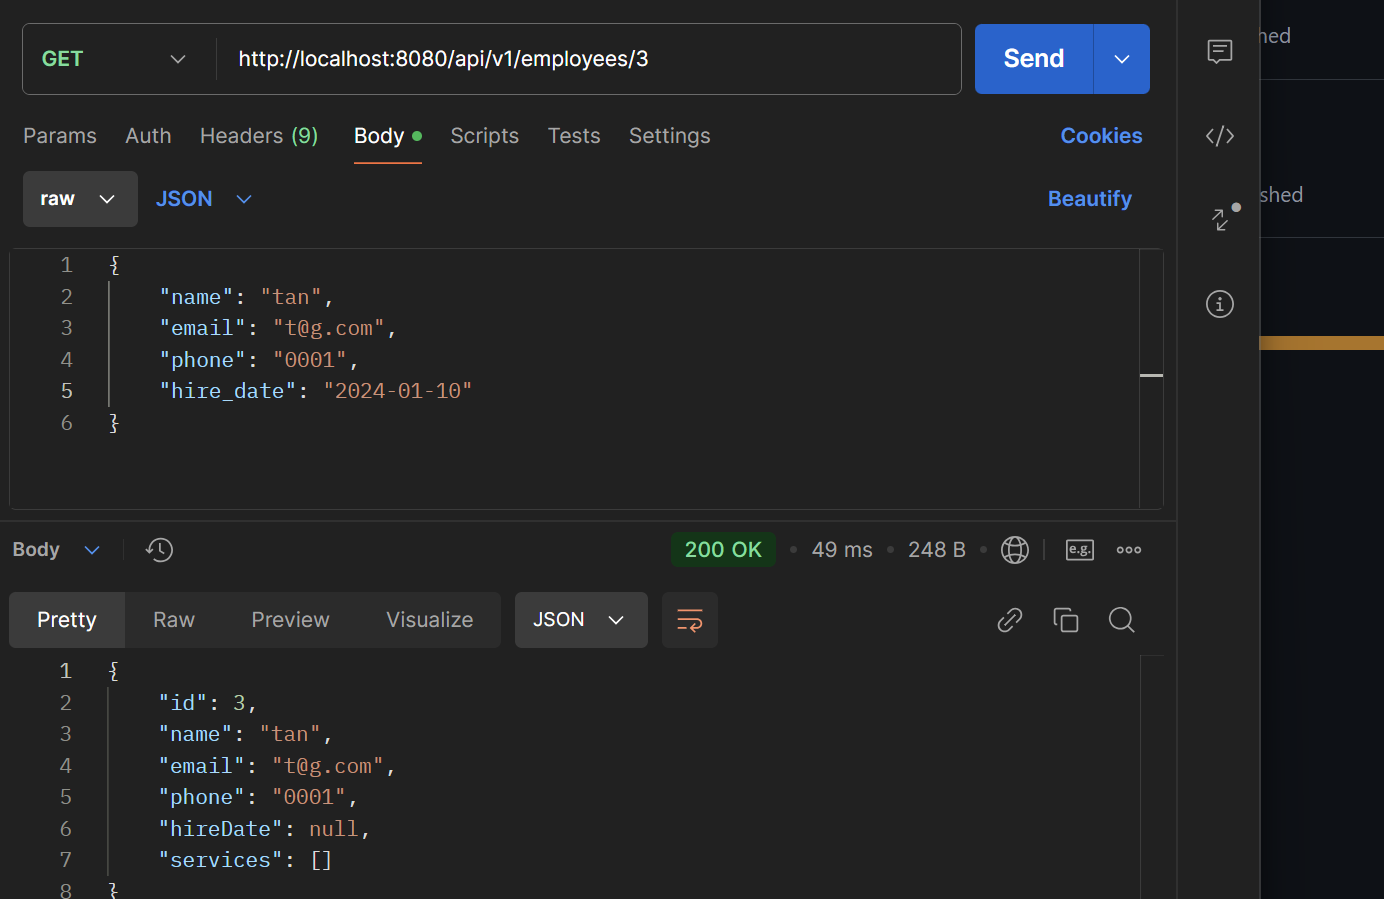 GET http://localhost:8080/api/v1/employees/3 Send
hed
Params Auth Headers (9) Body Scripts Tests Settings Cookies
raw JSON Beautify
shed
1 {
2 "name": "tan",
3 "email": "t@g.com",
4 "phone": "0001",
5 "hire_date": "2024-01-10"
6 }
Body 200 OK 49 ms 248 B e.g.
Pretty Raw Preview Visualize JSON
1 {
2 "id": 3,
3 "name": "tan",
4 "email": "t@g.com",
5 "phone": "0001",
6 "hireDate": null,
7 "services": []
8 }